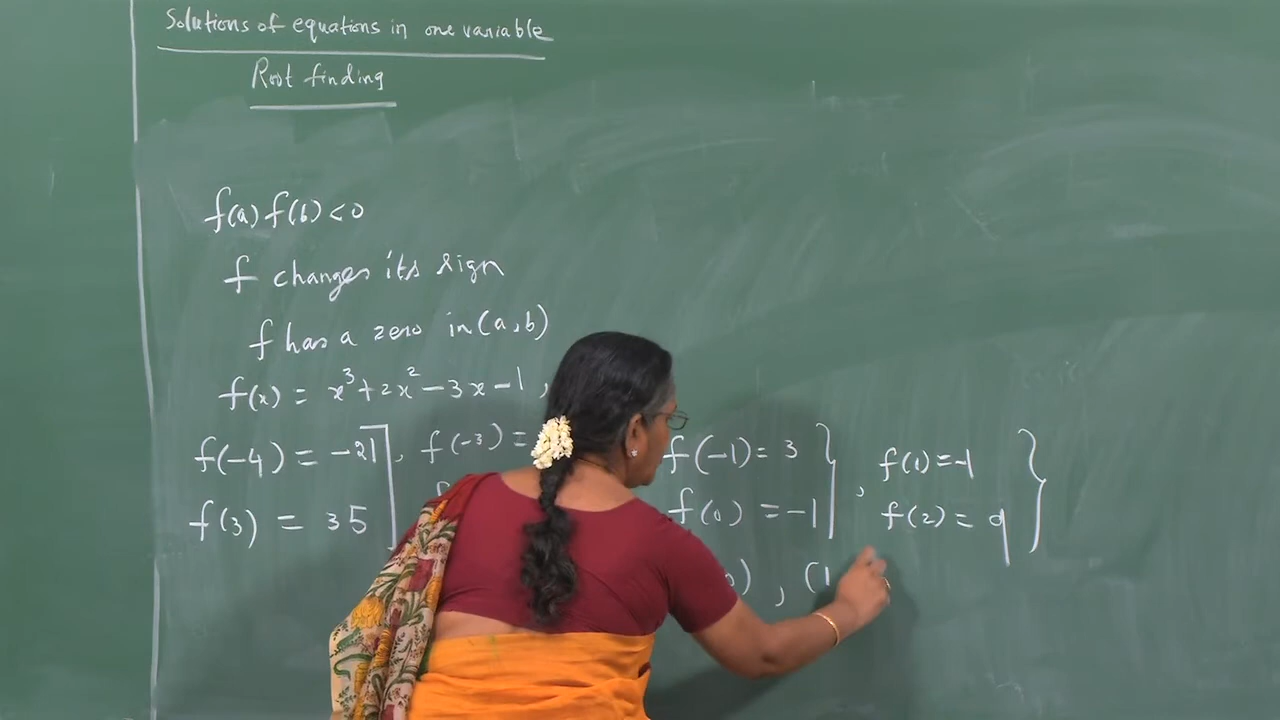 Solutions of equations in one variable
Root finding
f(a) f(b) < 0
f changes its sign
f has a zero in (a,b)
f(x) = x³ + 2x² - 3x - 1,
f(-4) = -21 , f(-3) = f(-1) = 3 , f(1) = -1
f(3) = 35 f(0) = -1 f(2) = 9
) , (1